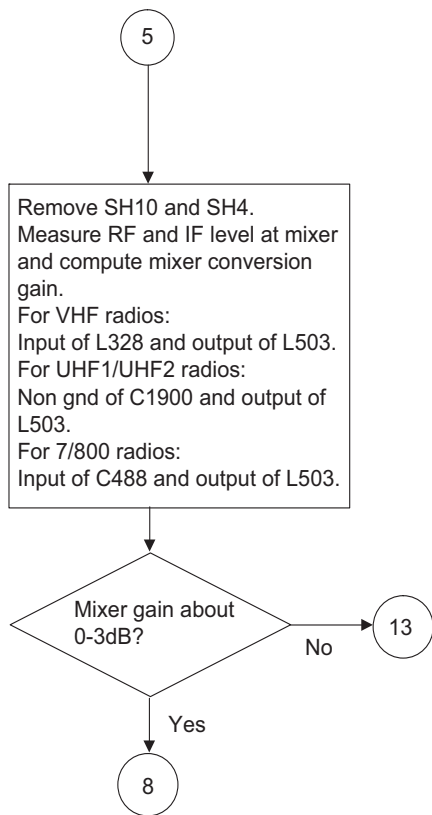 5
Remove SH10 and SH4.
Measure RF and IF level at mixer
and compute mixer conversion
gain.
For VHF radios:
Input of L328 and output of L503.
For UHF1/UHF2 radios:
Non gnd of C1900 and output of
L503.
For 7/800 radios:
Input of C488 and output of L503.
Mixer gain about
0-3dB?
No
13
Yes
8